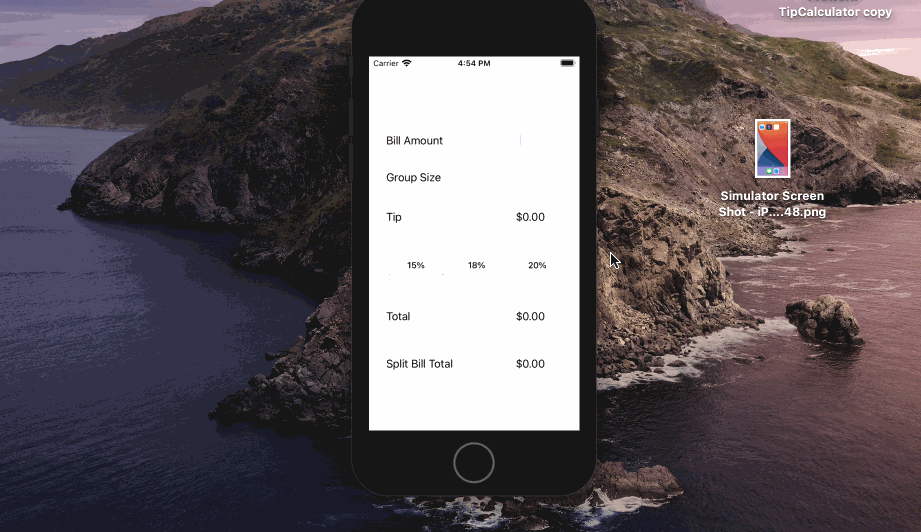 TipCalculator copy
Carrier 4:54 PM
Bill Amount
Group Size
Tip $0.00
15% 18% 20%
Total $0.00
Split Bill Total $0.00
Simulator Screen
Shot - iP....48.png